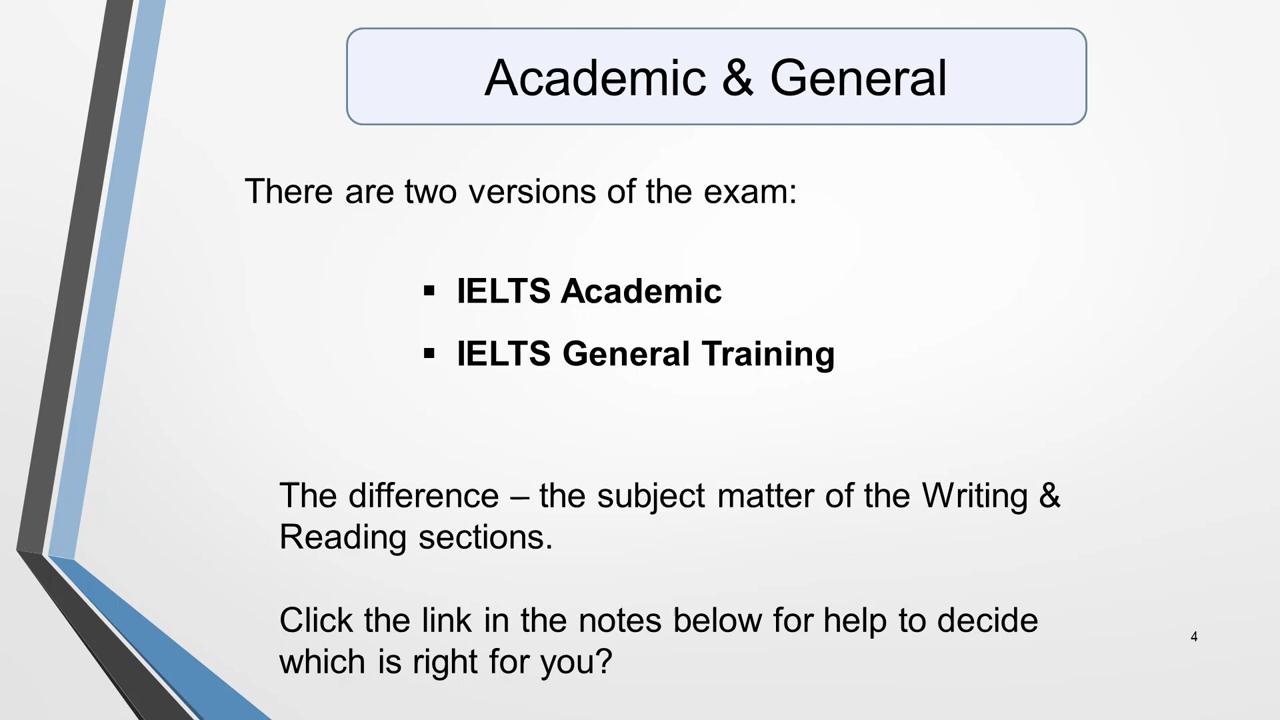 Academic & General
There are two versions of the exam:
▪ IELTS Academic
▪ IELTS General Training
The difference – the subject matter of the Writing &
Reading sections.
Click the link in the notes below for help to decide
which is right for you?
4